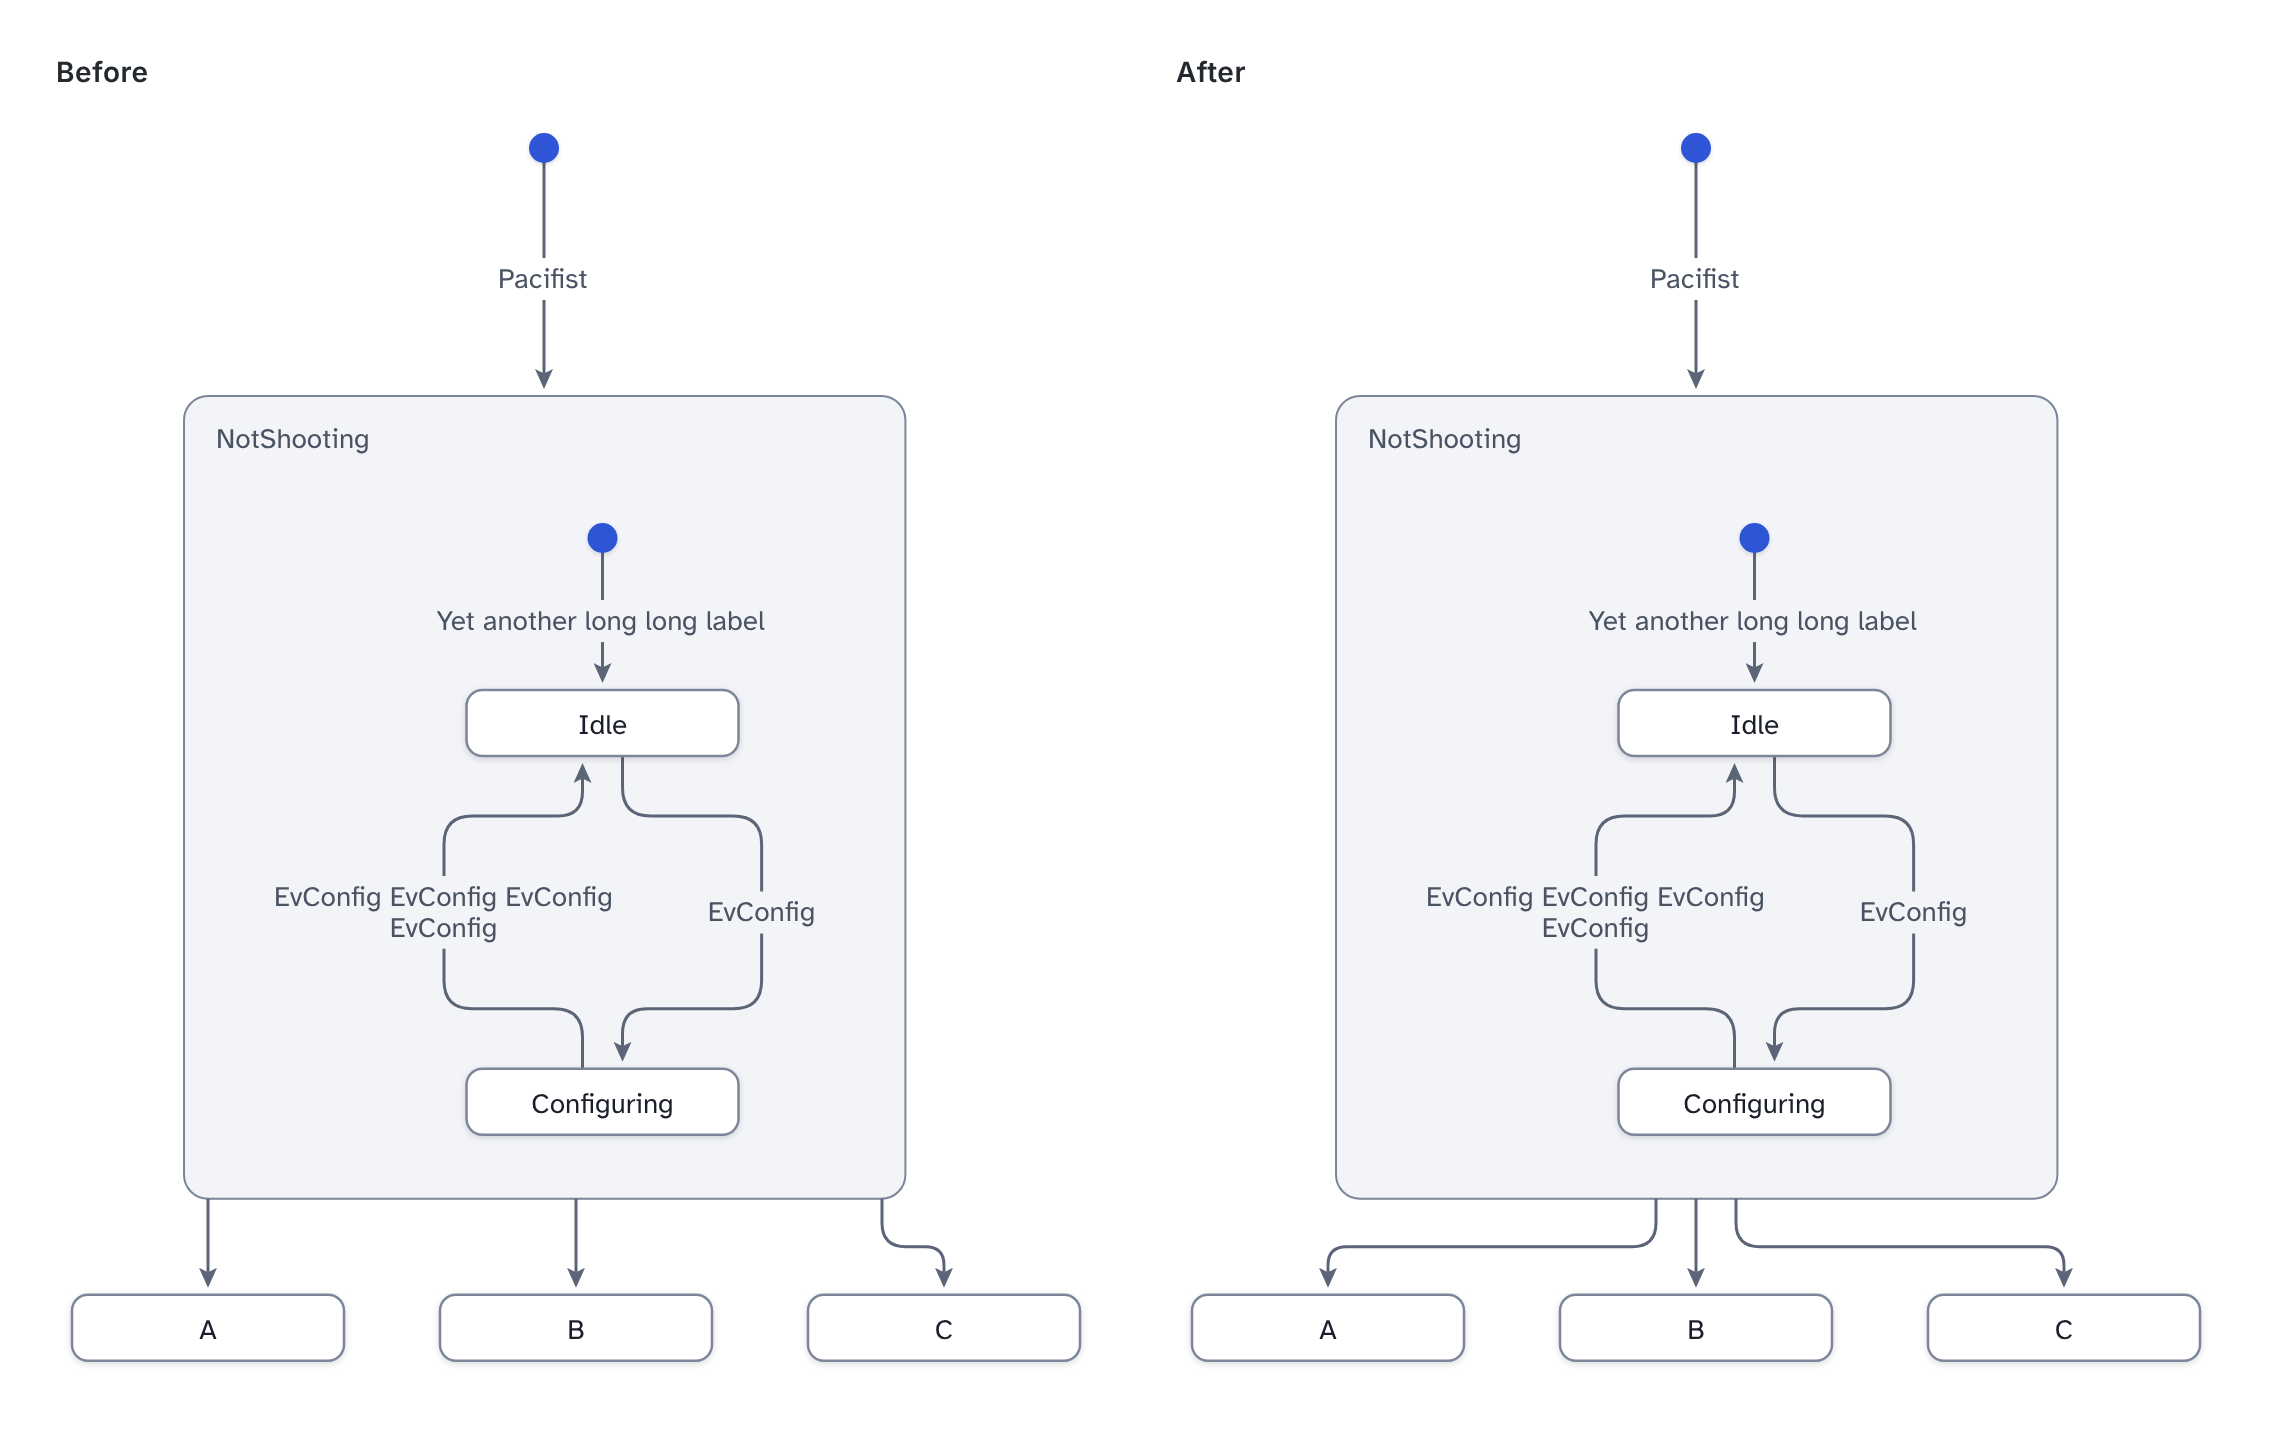 Before
Pacifist
NotShooting
Yet another long long label
Idle
EvConfig EvConfig EvConfig
EvConfig
EvConfig
Configuring
A
B
C
After
Pacifist
NotShooting
Yet another long long label
Idle
EvConfig EvConfig EvConfig
EvConfig
EvConfig
Configuring
A
B
C